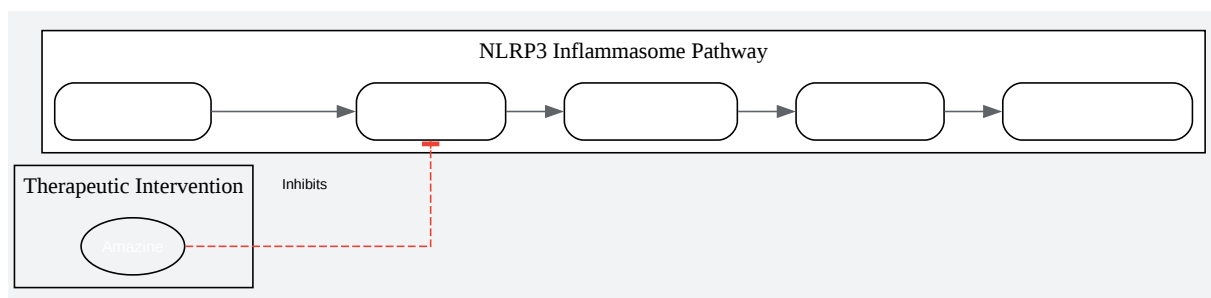 NLRP3 Inflammasome Pathway
Therapeutic Intervention
Inhibits
Amazine